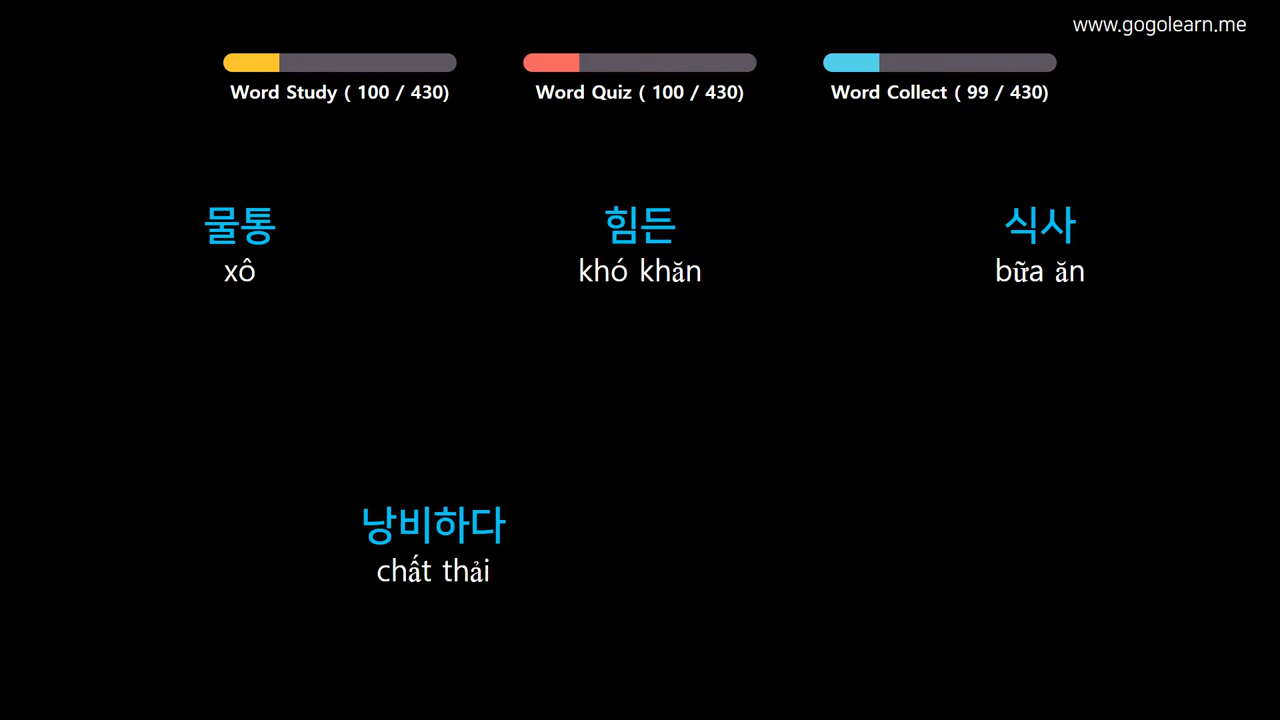 www.gogolearn.me
Word Study ( 100 / 430)
Word Quiz ( 100 / 430)
Word Collect ( 99 / 430)
물통
xô
힘든
khó khăn
식사
bữa ăn
낭비하다
chất thải